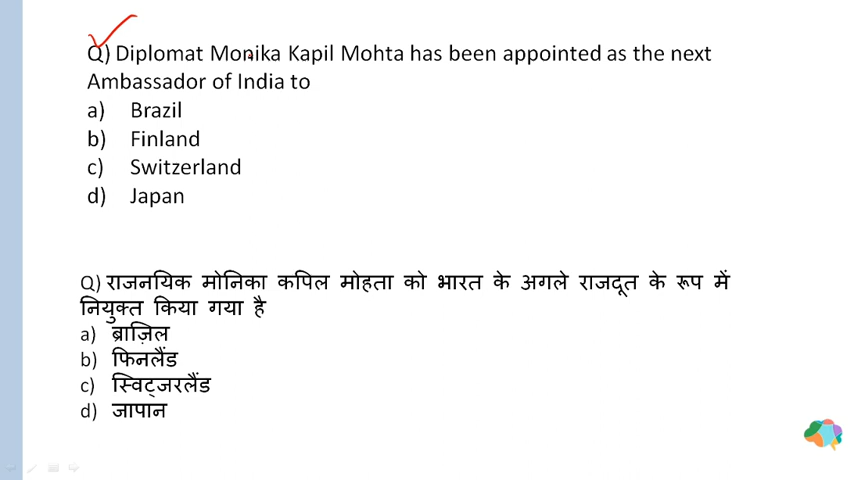 Q) Diplomat Monika Kapil Mohta has been appointed as the next
Ambassador of India to
a) Brazil
b) Finland
c) Switzerland
d) Japan
Q) राजनयिक मोनिका कपिल मोहता को भारत के अगले राजदूत के रूप में
नियुक्त किया गया है
a) ब्राज़िल
b) फिनलैंड
c) स्विट्जरलैंड
d) जापान